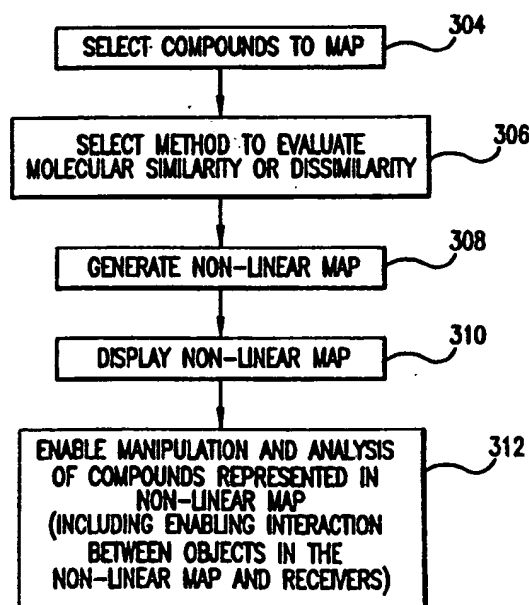 SELECT COMPOUNDS TO MAP
304
SELECT METHOD TO EVALUATE
MOLECULAR SIMILARITY OR DISSIMILARITY
306
GENERATE NON-LINEAR MAP
308
DISPLAY NON-LINEAR MAP
310
ENABLE MANIPULATION AND ANALYSIS
OF COMPOUNDS REPRESENTED IN
NON-LINEAR MAP
(INCLUDING ENABLING INTERACTION
BETWEEN OBJECTS IN THE
NON-LINEAR MAP AND RECEIVERS)
312